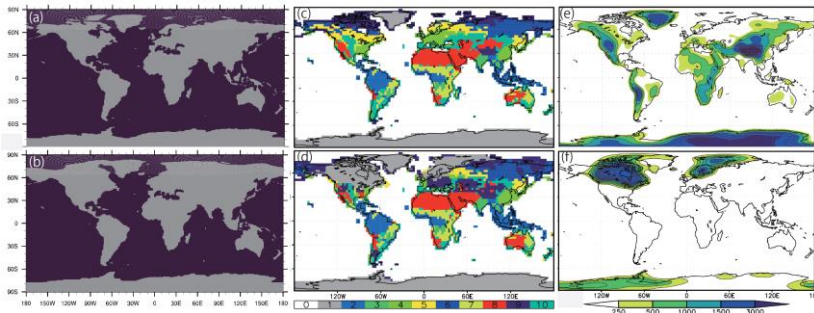 (a)
90N
60N
30N
0
30S
60S
(b)
90N
60N
30N
0
30S
60S
90S
180 150W 120W 90W 60W 30W 0 30E 60E 90E 120E 150E 180
(c)
(d)
120W 60W 0 60E 120E
0 2 3 4 5 6 7 8 9 10
(e)
(f)
120W 60W 0 60E 120E
250 500 1000 1500 3000